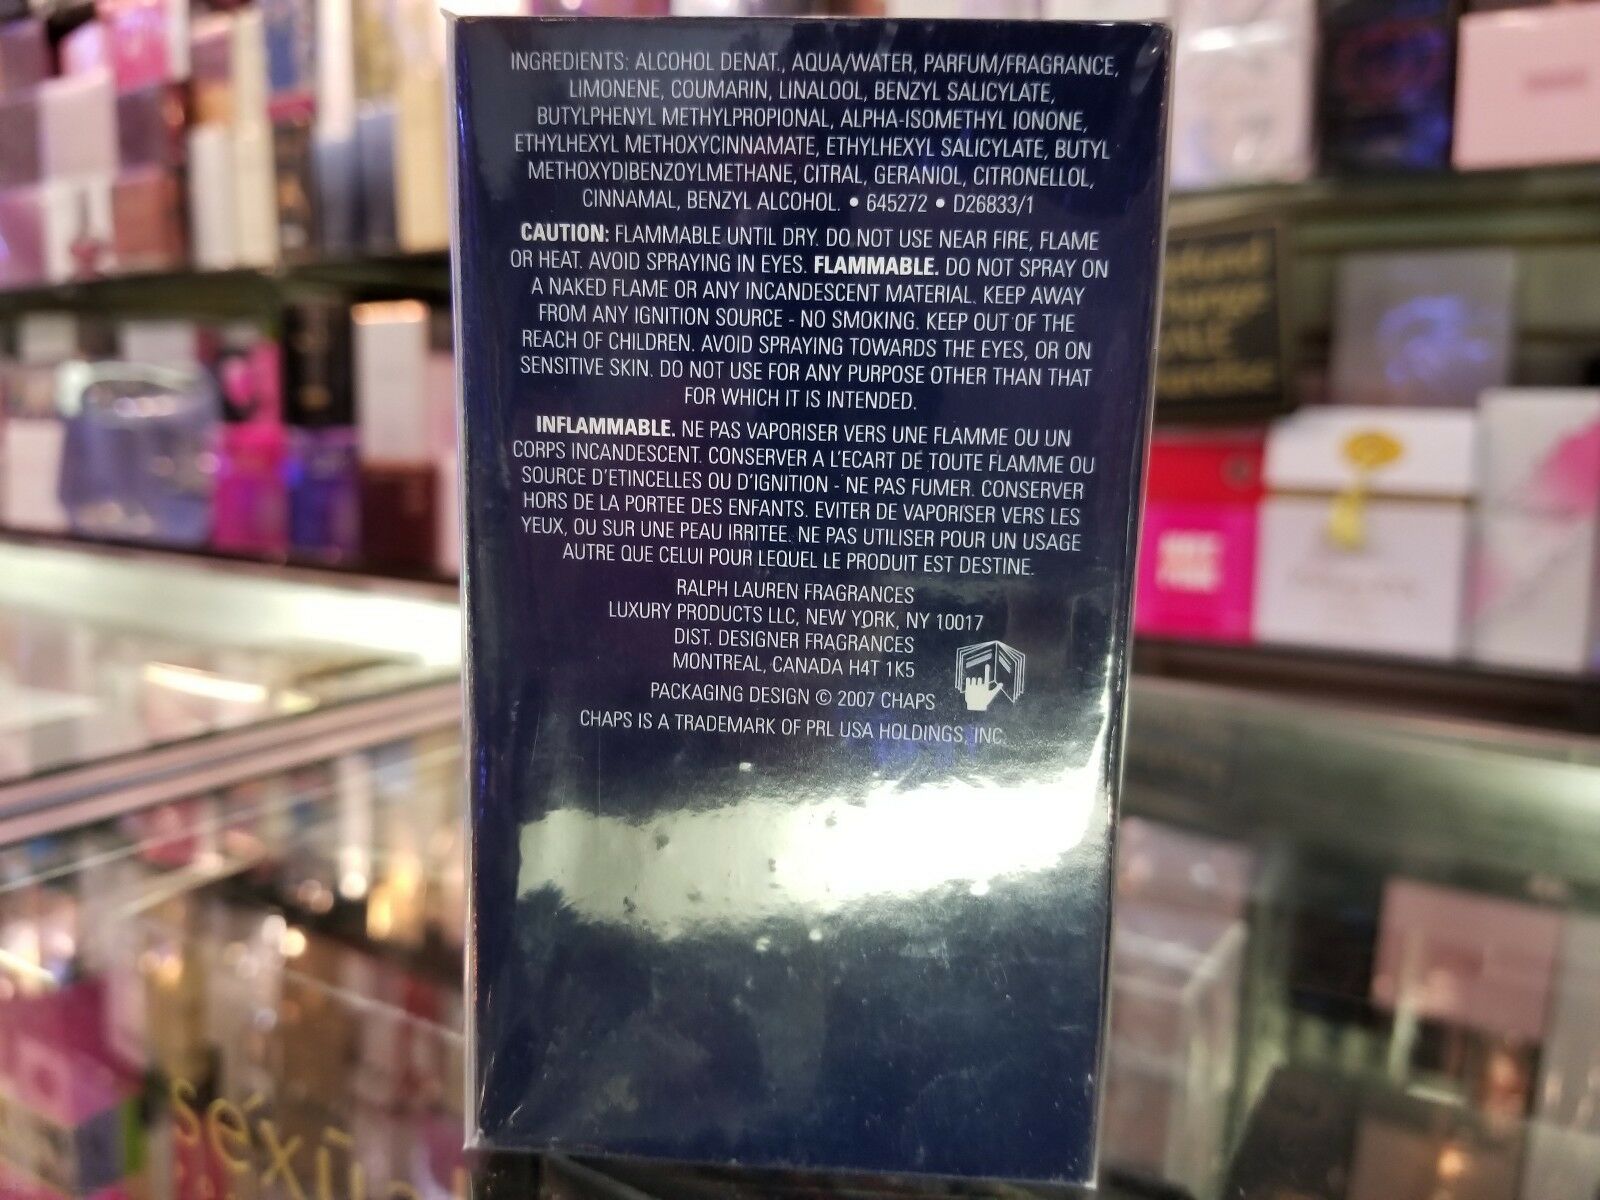 INGREDIENTS: ALCOHOL DENAT., AQUA/WATER, PARFUM/FRAGRANCE,
LIMONENE, COUMARIN, LINALOOL, BENZYL SALICYLATE,
BUTYLPHENYL METHYLPROPIONAL, ALPHA-ISOMETHYL IONONE,
ETHYLHEXYL METHOXYCINNAMATE, ETHYLHEXYL SALICYLATE, BUTYL
METHOXYDIBENZOYLMETHANE, CITRAL, GERANIOL, CITRONELLOL,
CINNAMAL, BENZYL ALCOHOL. • 645272 • D26833/1
CAUTION: FLAMMABLE UNTIL DRY. DO NOT USE NEAR FIRE, FLAME
OR HEAT. AVOID SPRAYING IN EYES. FLAMMABLE. DO NOT SPRAY ON
A NAKED FLAME OR ANY INCANDESCENT MATERIAL. KEEP AWAY
FROM ANY IGNITION SOURCE - NO SMOKING. KEEP OUT OF THE
REACH OF CHILDREN. AVOID SPRAYING TOWARDS THE EYES, OR ON
SENSITIVE SKIN. DO NOT USE FOR ANY PURPOSE OTHER THAN THAT
FOR WHICH IT IS INTENDED.
INFLAMMABLE. NE PAS VAPORISER VERS UNE FLAMME OU UN
CORPS INCANDESCENT. CONSERVER A L'ECART DE TOUTE FLAMME OU
SOURCE D'ETINCELLES OU D'IGNITION - NE PAS FUMER. CONSERVER
HORS DE LA PORTEE DES ENFANTS. EVITER DE VAPORISER VERS LES
YEUX, OU SUR UNE PEAU IRRITEE. NE PAS UTILISER POUR UN USAGE
AUTRE QUE CELUI POUR LEQUEL LE PRODUIT EST DESTINE.
RALPH LAUREN FRAGRANCES
LUXURY PRODUCTS LLC, NEW YORK, NY 10017
DIST. DESIGNER FRAGRANCES
MONTREAL, CANADA H4T 1K5
PACKAGING DESIGN © 2007 CHAPS
CHAPS IS A TRADEMARK OF PRL USA HOLDINGS, INC.